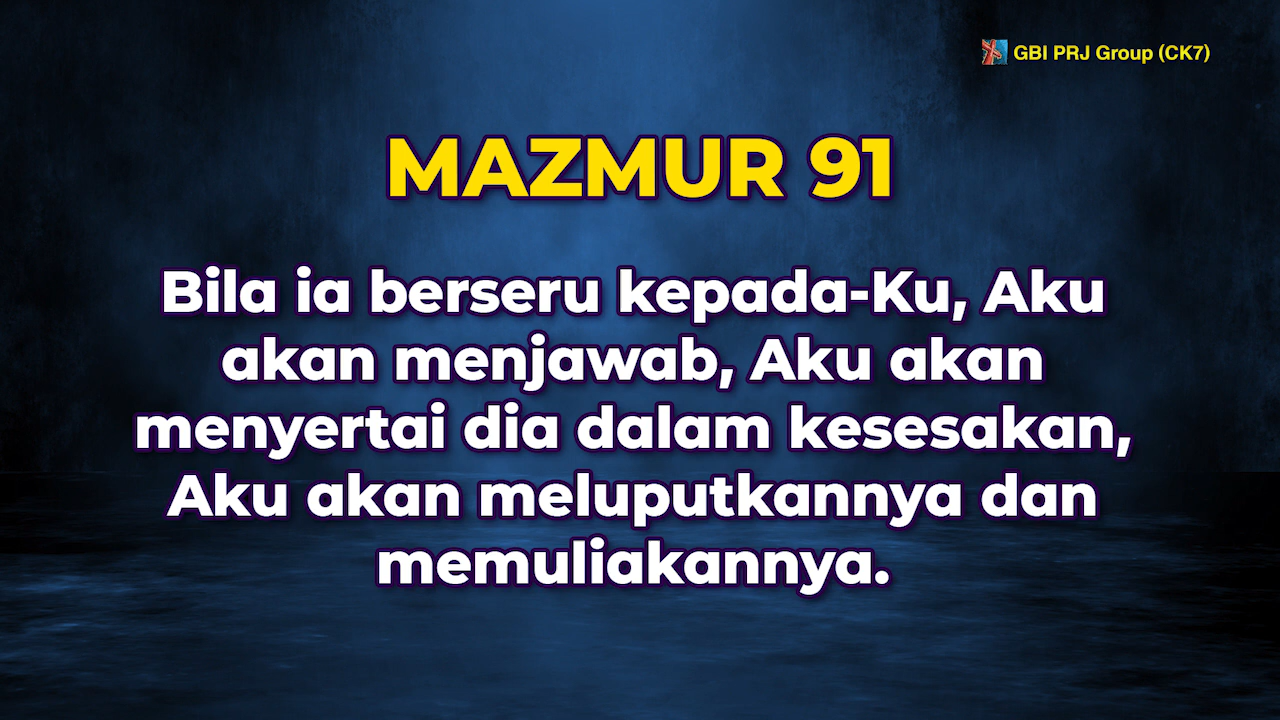 GBI PRJ Group (CK7)
MAZMUR 91
Bila ia berseru kepada-Ku, Aku
akan menjawab, Aku akan
menyertai dia dalam kesesakan,
Aku akan meluputkannya dan
memuliakannya.